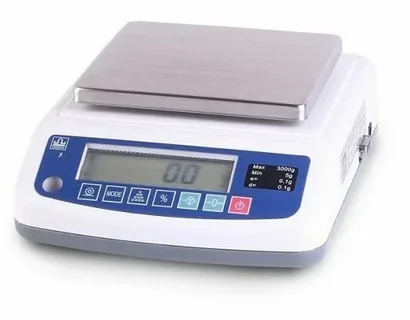 0.0
Max 3000g
Min 5g
e= 0.1g
d= 0.1g
MODE
%